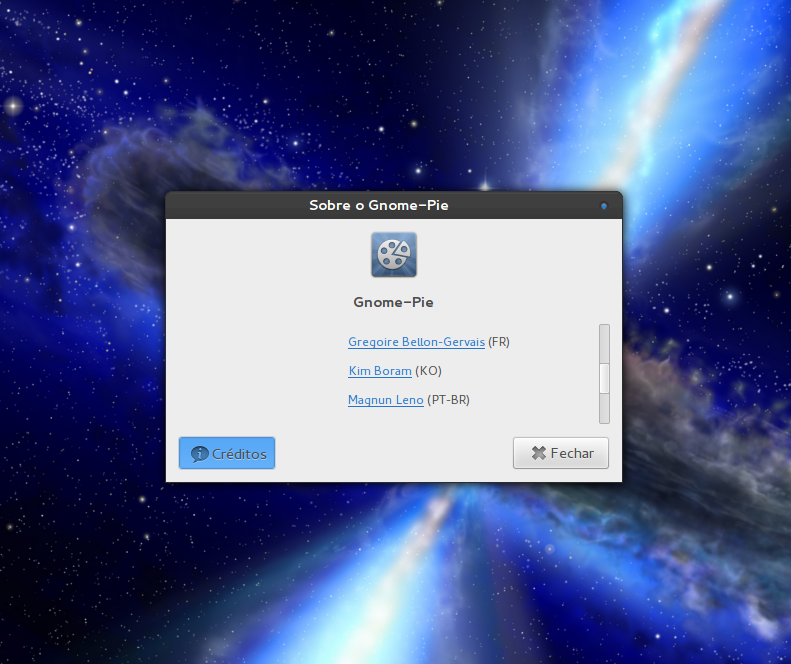 Sobre o Gnome-Pie
Gnome-Pie
Gregoire Bellon-Gervais (FR)
Kim Boram (KO)
Magnun Leno (PT-BR)
Créditos
Fechar